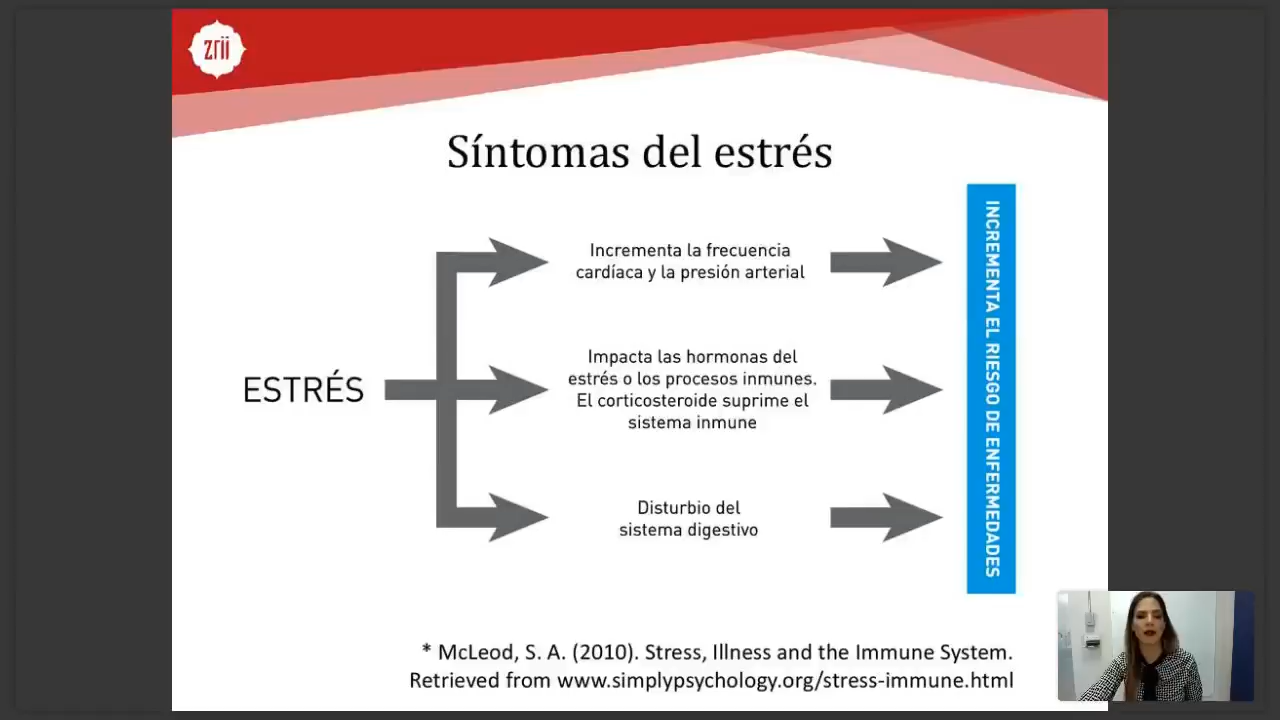 zrii
Síntomas del estrés
ESTRÉS
Incrementa la frecuencia
cardíaca y la presión arterial
Impacta las hormonas del
estrés o los procesos inmunes.
El corticosteroide suprime el
sistema inmune
Disturbio del
sistema digestivo
INCREMENTA EL RIESGO DE ENFERMEDADES
* McLeod, S. A. (2010). Stress, Illness and the Immune System.
Retrieved from www.simplypsychology.org/stress-immune.html